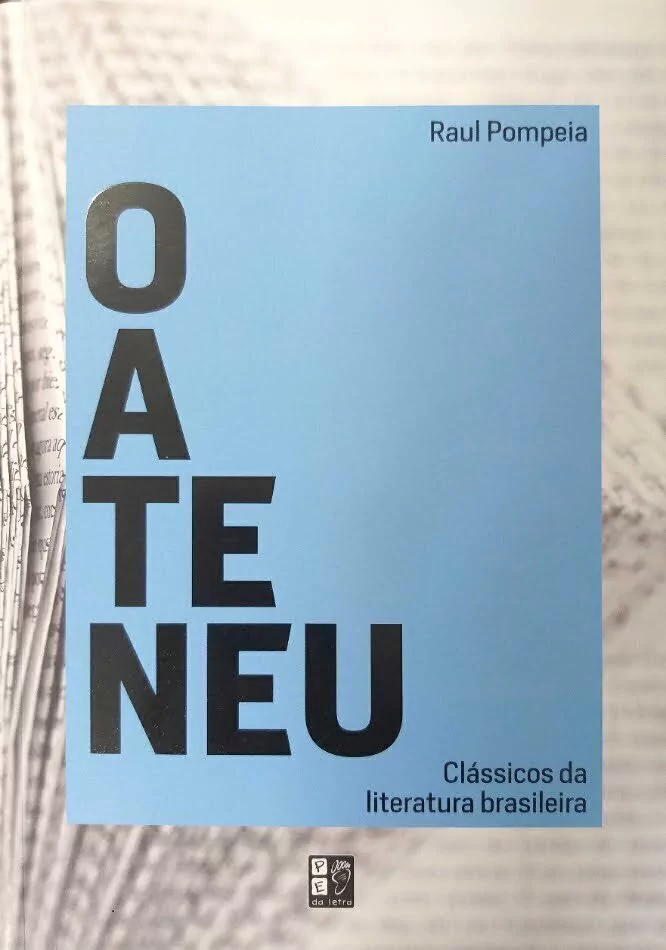 Raul Pompeia
O
A
TE
NEU
Clássicos da
literatura brasileira
P
E
da letra